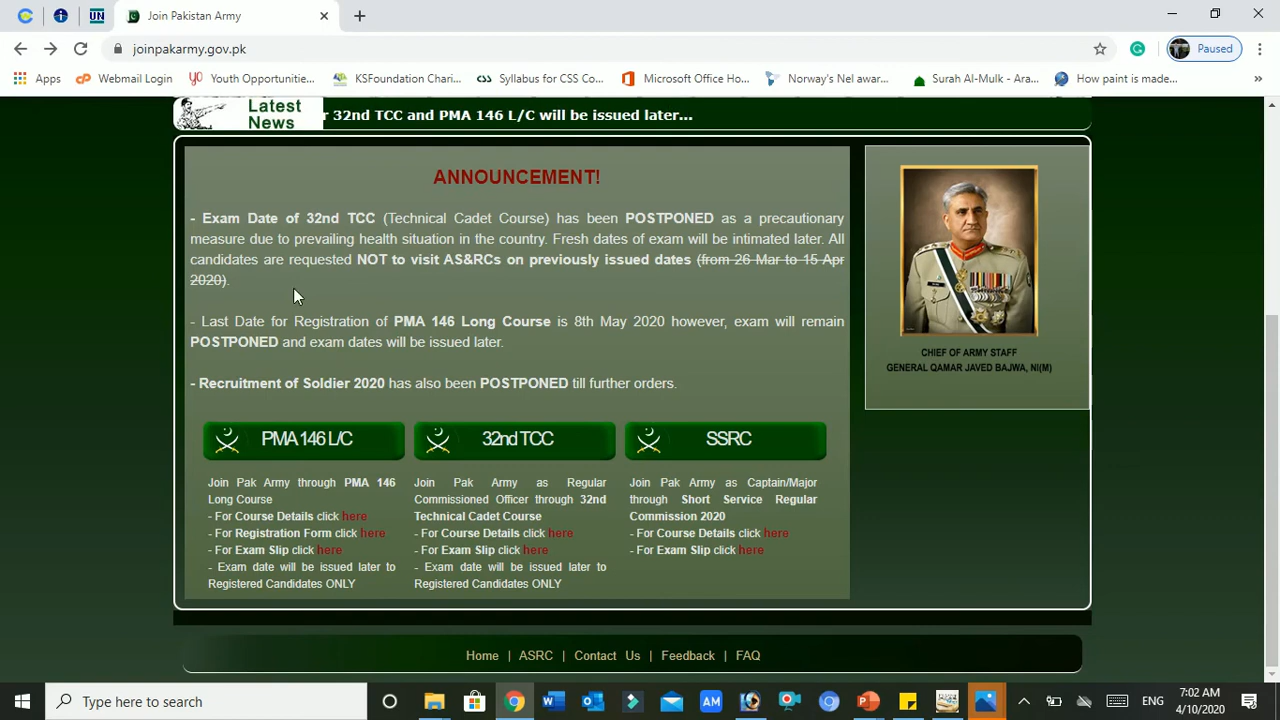 Join Pakistan Army
UN
joinpakarmy.gov.pk
Paused
Apps
Webmail Login
Youth Opportunitie...
KSFoundation Chari...
Syllabus for CSS Co...
Microsoft Office Ho...
Norway's Nel awar...
Surah Al-Mulk - Ara...
How paint is made...
»
Latest
News
r 32nd TCC and PMA 146 L/C will be issued later...
ANNOUNCEMENT!
- Exam Date of 32nd TCC (Technical Cadet Course) has been POSTPONED as a precautionary
measure due to prevailing health situation in the country. Fresh dates of exam will be intimated later. All
candidates are requested NOT to visit AS&RCs on previously issued dates (from 26 Mar to 15 Apr
2020).
- Last Date for Registration of PMA 146 Long Course is 8th May 2020 however, exam will remain
POSTPONED and exam dates will be issued later.
- Recruitment of Soldier 2020 has also been POSTPONED till further orders.
CHIEF OF ARMY STAFF
GENERAL QAMAR JAVED BAJWA, NI(M)
PMA 146 L/C
Join Pak Army through PMA 146
Long Course
- For Course Details click here
- For Registration Form click here
- For Exam Slip click here
- Exam date will be issued later to
Registered Candidates ONLY
32nd TCC
Join Pak Army as Regular
Commissioned Officer through 32nd
Technical Cadet Course
- For Course Details click here
- For Exam Slip click here
- Exam date will be issued later to
Registered Candidates ONLY
SSRC
Join Pak Army as Captain/Major
through Short Service Regular
Commission 2020
- For Course Details click here
- For Exam Slip click here
Home | ASRC | Contact Us | Feedback | FAQ
Type here to search
AM
ENG
7:02 AM
4/10/2020